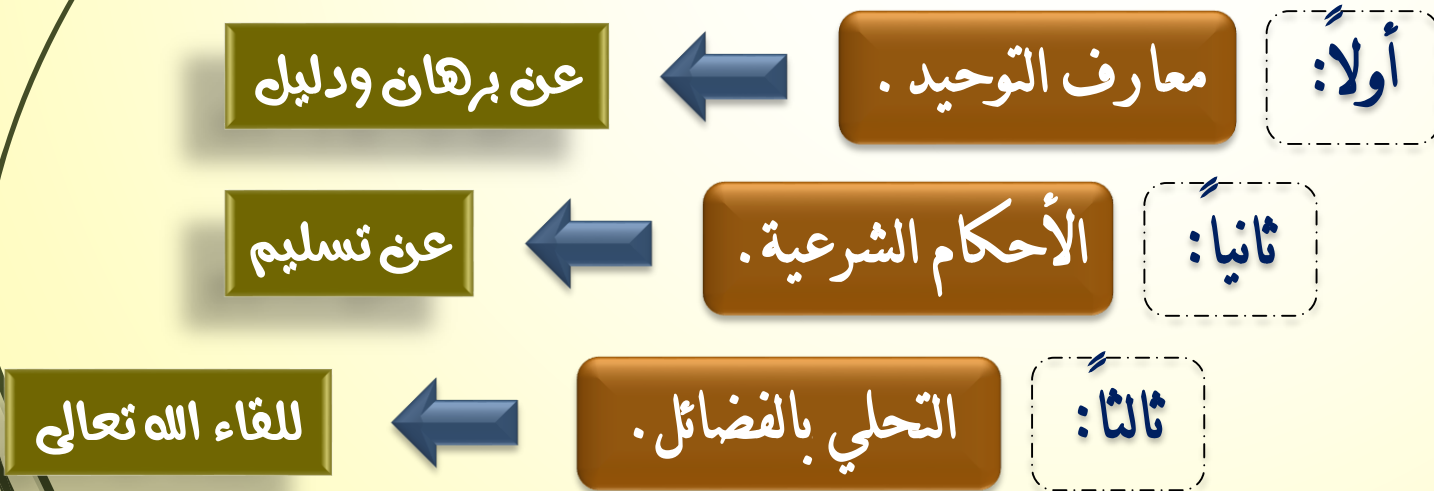 أولاً: معارف التوحيد . عن برهان ودليل
ثانياً: الأحكام الشرعية . عن تسليم
ثالثاً: التحلي بالفضائل . للقاء الله تعالى